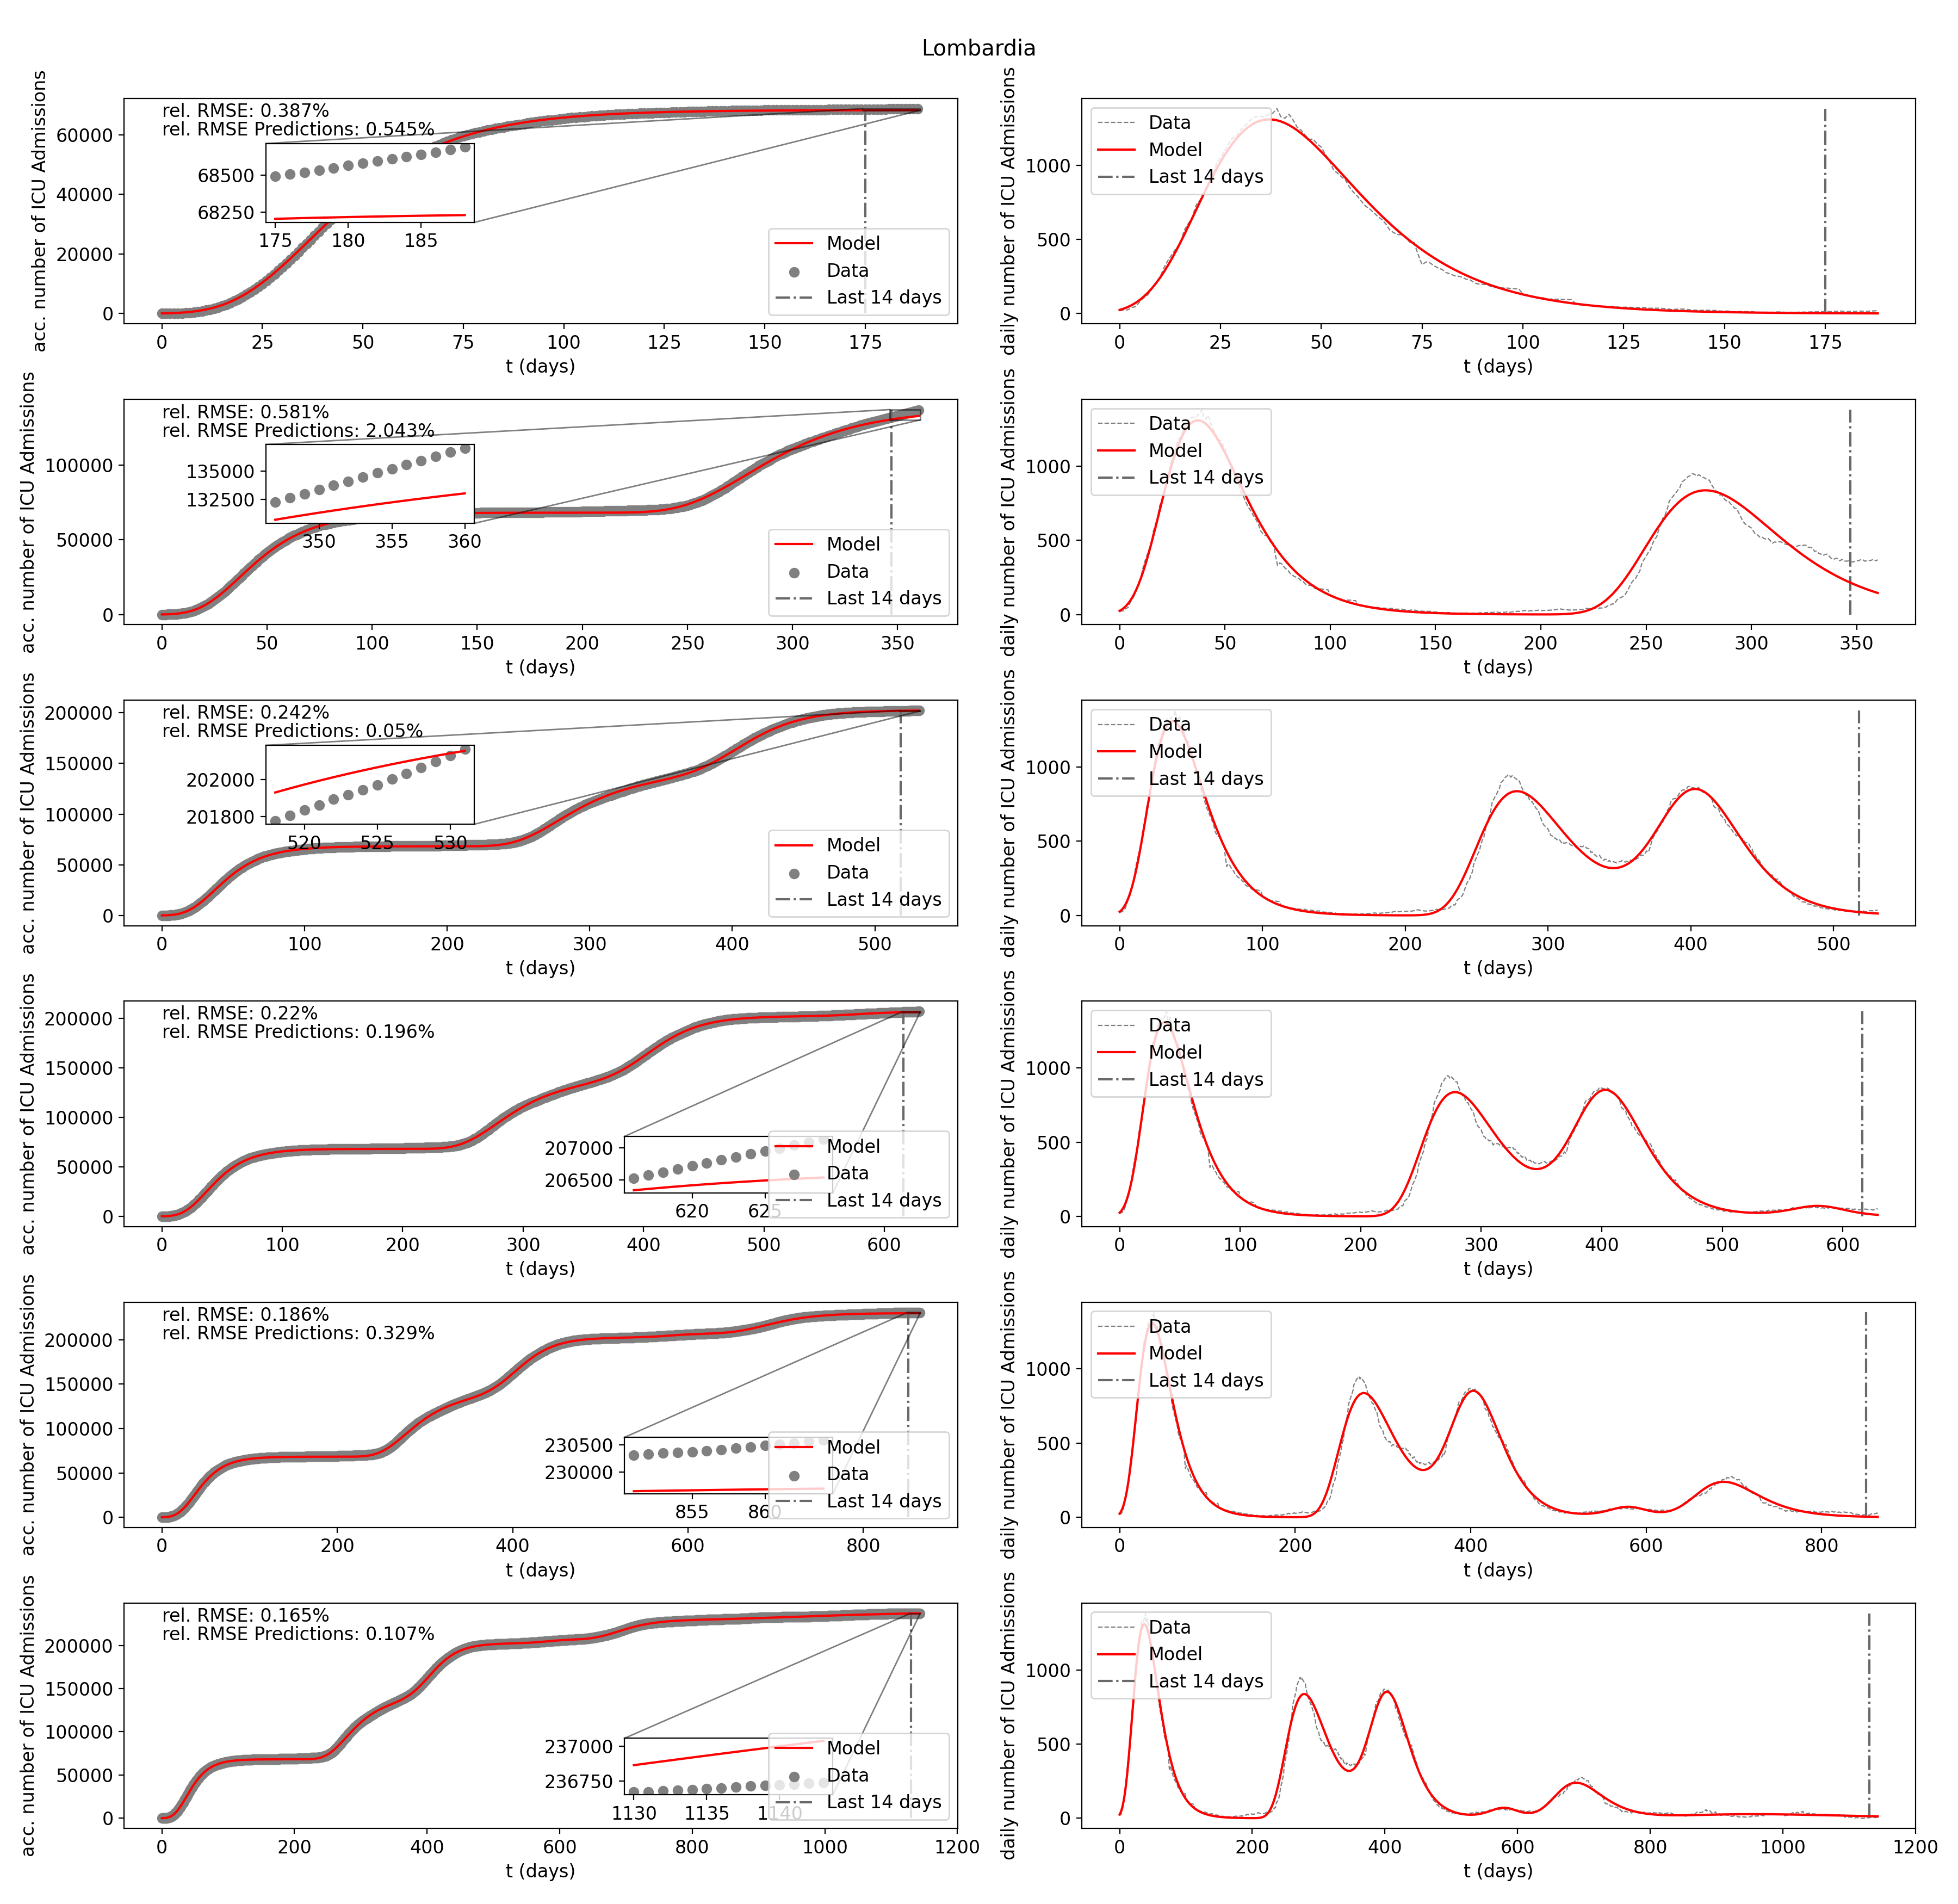 Lombardia
acc. number of ICU Admissions
rel. RMSE: 0.387%
rel. RMSE Predictions: 0.545%
60000
40000
20000
0
68500
68250
175 180 185
Model
Data
Last 14 days
0 25 50 75 100 125 150 175
t (days)
daily number of ICU Admissions
1000
500
0
Data
Model
Last 14 days
0 25 50 75 100 125 150 175
t (days)
acc. number of ICU Admissions
rel. RMSE: 0.581%
rel. RMSE Predictions: 2.043%
100000
50000
0
135000
132500
350 355 360
Model
Data
Last 14 days
0 50 100 150 200 250 300 350
t (days)
daily number of ICU Admissions
1000
500
0
Data
Model
Last 14 days
0 50 100 150 200 250 300 350
t (days)
acc. number of ICU Admissions
rel. RMSE: 0.242%
rel. RMSE Predictions: 0.05%
200000
150000
100000
50000
0
202000
201800
520 525 530
Model
Data
Last 14 days
0 100 200 300 400 500
t (days)
daily number of ICU Admissions
1000
500
0
Data
Model
Last 14 days
0 100 200 300 400 500
t (days)
acc. number of ICU Admissions
rel. RMSE: 0.22%
rel. RMSE Predictions: 0.196%
200000
150000
100000
50000
0
207000
206500
620 625
Model
Data
Last 14 days
0 100 200 300 400 500 600
t (days)
daily number of ICU Admissions
1000
500
0
Data
Model
Last 14 days
0 100 200 300 400 500 600
t (days)
acc. number of ICU Admissions
rel. RMSE: 0.186%
rel. RMSE Predictions: 0.329%
200000
150000
100000
50000
0
230500
230000
855 860
Model
Data
Last 14 days
0 200 400 600 800
t (days)
daily number of ICU Admissions
1000
500
0
Data
Model
Last 14 days
0 200 400 600 800
t (days)
acc. number of ICU Admissions
rel. RMSE: 0.165%
rel. RMSE Predictions: 0.107%
200000
150000
100000
50000
0
237000
236750
1130 1135 1140
Model
Data
Last 14 days
0 200 400 600 800 1000 1200
t (days)
daily number of ICU Admissions
1000
500
0
Data
Model
Last 14 days
0 200 400 600 800 1000 1200
t (days)